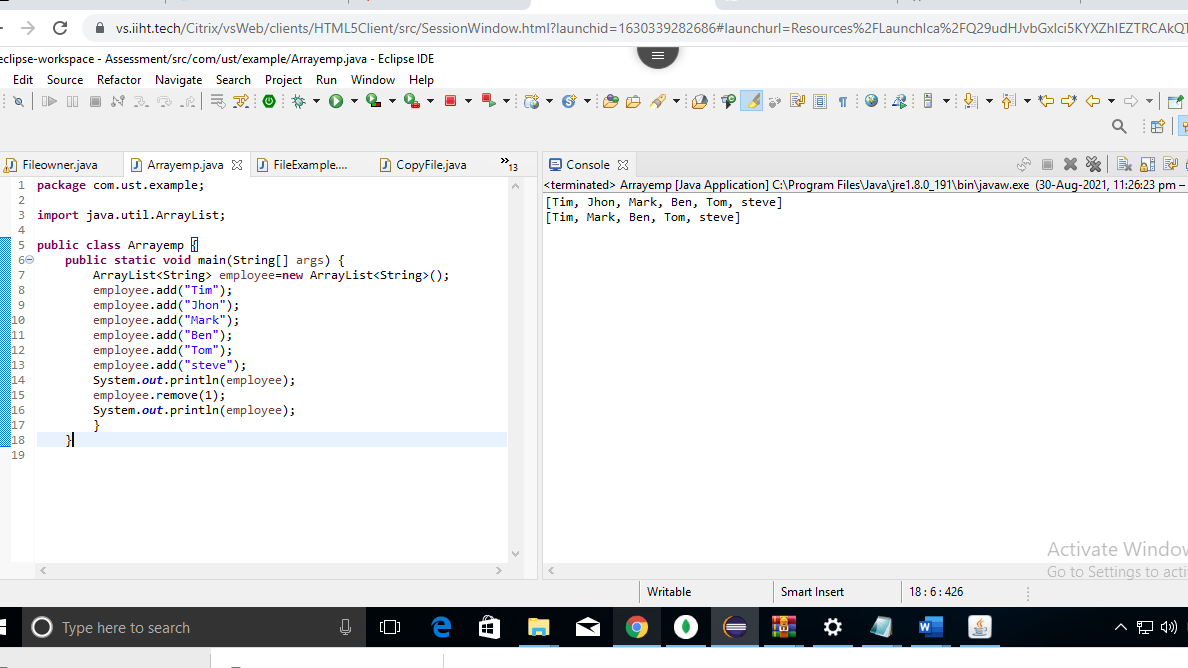 vs.iiht.tech/Citrix/vsWeb/clients/HTML5Client/src/SessionWindow.html?launchid=1630339282686#launchurl=Resources%2FLaunchIca%2FQ29udHJvbGxlci5KYXZhIEZTRCAkQT
eclipse-workspace - Assessment/src/com/ust/example/Arrayemp.java - Eclipse IDE
Edit Source Refactor Navigate Search Project Run Window Help
Fileowner.java Arrayemp.java FileExample.... CopyFile.java »13 Console
<terminated> Arrayemp [Java Application] C:\Program Files\Java\jre1.8.0_191\bin\javaw.exe (30-Aug-2021, 11:26:23 pm –
1 package com.ust.example;
2
3 import java.util.ArrayList;
4
5 public class Arrayemp {
6 public static void main(String[] args) {
7 ArrayList<String> employee=new ArrayList<String>();
8 employee.add("Tim");
9 employee.add("Jhon");
10 employee.add("Mark");
11 employee.add("Ben");
12 employee.add("Tom");
13 employee.add("steve");
14 System.out.println(employee);
15 employee.remove(1);
16 System.out.println(employee);
17 }
18 }
19
[Tim, Jhon, Mark, Ben, Tom, steve]
[Tim, Mark, Ben, Tom, steve]
Activate Window
Go to Settings to acti
Writable Smart Insert 18 : 6 : 426
Type here to search